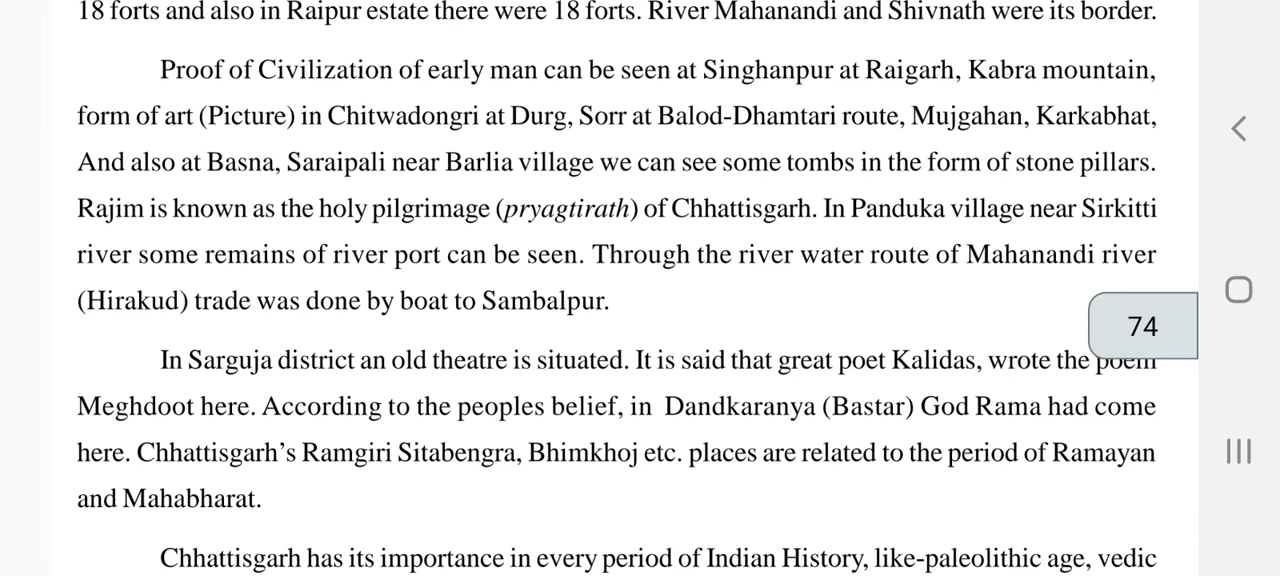 18 forts and also in Raipur estate there were 18 forts. River Mahanandi and Shivnath were its border.
Proof of Civilization of early man can be seen at Singhanpur at Raigarh, Kabra mountain,
form of art (Picture) in Chitwadongri at Durg, Sorr at Balod-Dhamtari route, Mujgahan, Karkabhat,
And also at Basna, Saraipali near Barlia village we can see some tombs in the form of stone pillars.
Rajim is known as the holy pilgrimage (pryagtirath) of Chhattisgarh. In Panduka village near Sirkitti
river some remains of river port can be seen. Through the river water route of Mahanandi river
(Hirakud) trade was done by boat to Sambalpur.
74
In Sarguja district an old theatre is situated. It is said that great poet Kalidas, wrote the poem
Meghdoot here. According to the peoples belief, in Dandkaranya (Bastar) God Rama had come
here. Chhattisgarh’s Ramgiri Sitabengra, Bhimkhoj etc. places are related to the period of Ramayan
and Mahabharat.
Chhattisgarh has its importance in every period of Indian History, like-paleolithic age, vedic